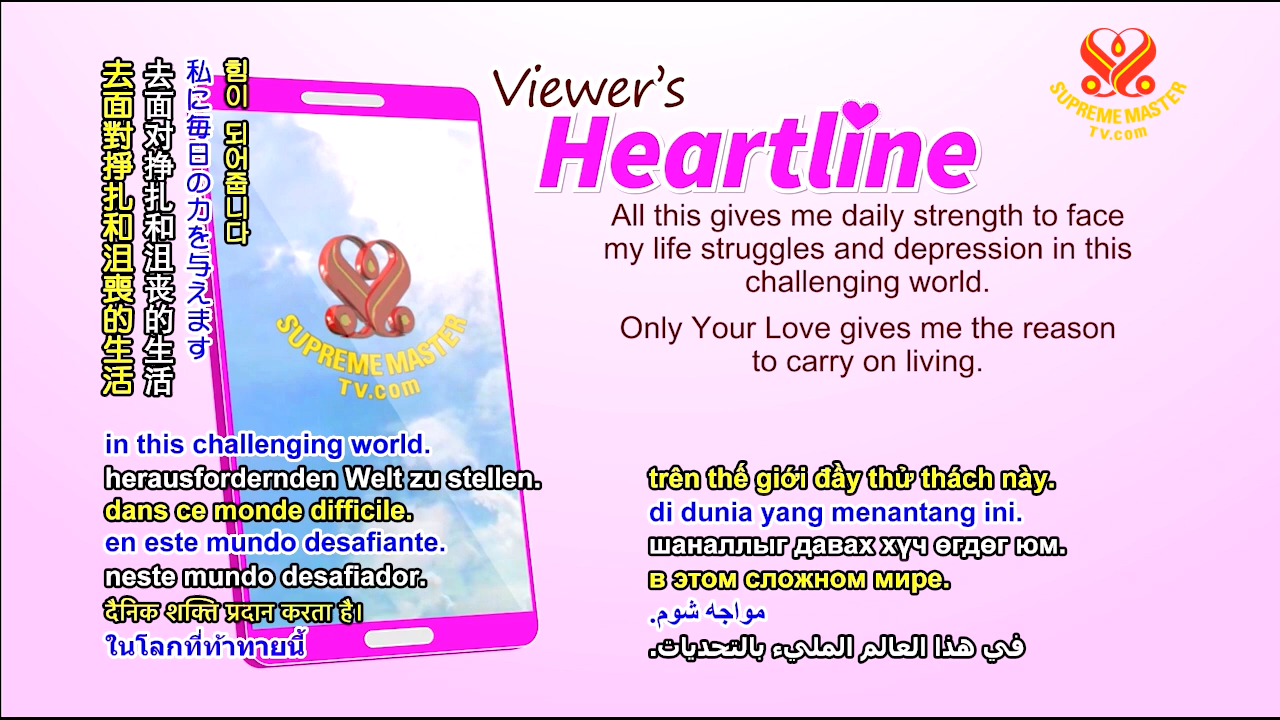 Viewer's
Heartline
SUPREME MASTER
TV.com
All this gives me daily strength to face
my life struggles and depression in this
challenging world.
Only Your Love gives me the reason
to carry on living.
힘이 되어줍니다
私に毎日の力を与えます
去面对挣扎和沮丧的生活
去面對掙扎和沮喪的生活
SUPREME MASTER
TV.com
in this challenging world.
herausfordernden Welt zu stellen.
dans ce monde difficile.
en este mundo desafiante.
neste mundo desafiador.
दैनिक शक्ति प्रदान करता है।
ในโลกที่ท้าทายนี้
trên thế giới đầy thử thách này.
di dunia yang menantang ini.
шаналлыг давах хүч өгдөг юм.
в этом сложном мире.
مواجه شوم.
في هذا العالم المليء بالتحديات.